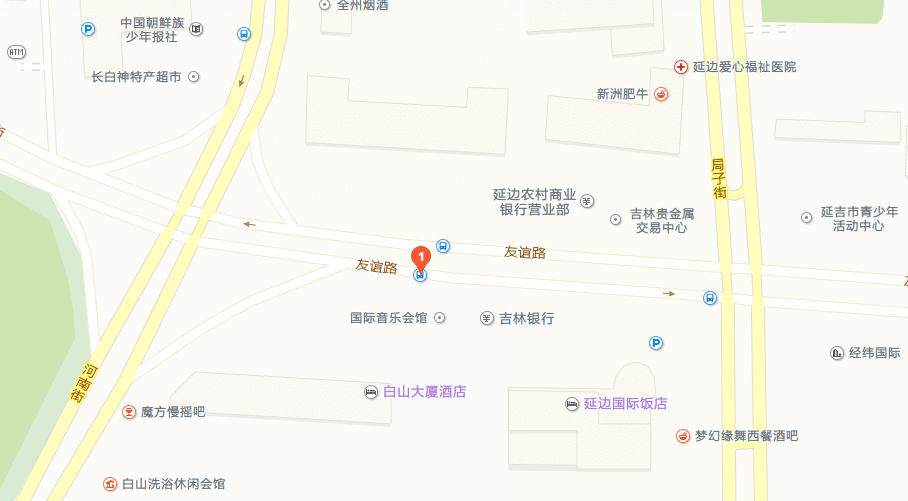 全州烟酒
中国朝鲜族
少年报社
P
ATM
长白神特产超市
延边爱心福祉医院
新洲肥牛
局子街
延边农村商业
银行营业部
吉林贵金属
交易中心
延吉市青少年
活动中心
友谊路
1
友谊路
国际音乐会馆
吉林银行
P
经纬国际
河南街
白山大厦酒店
延边国际饭店
魔方慢摇吧
梦幻缘舞西餐酒吧
白山洗浴休闲会馆